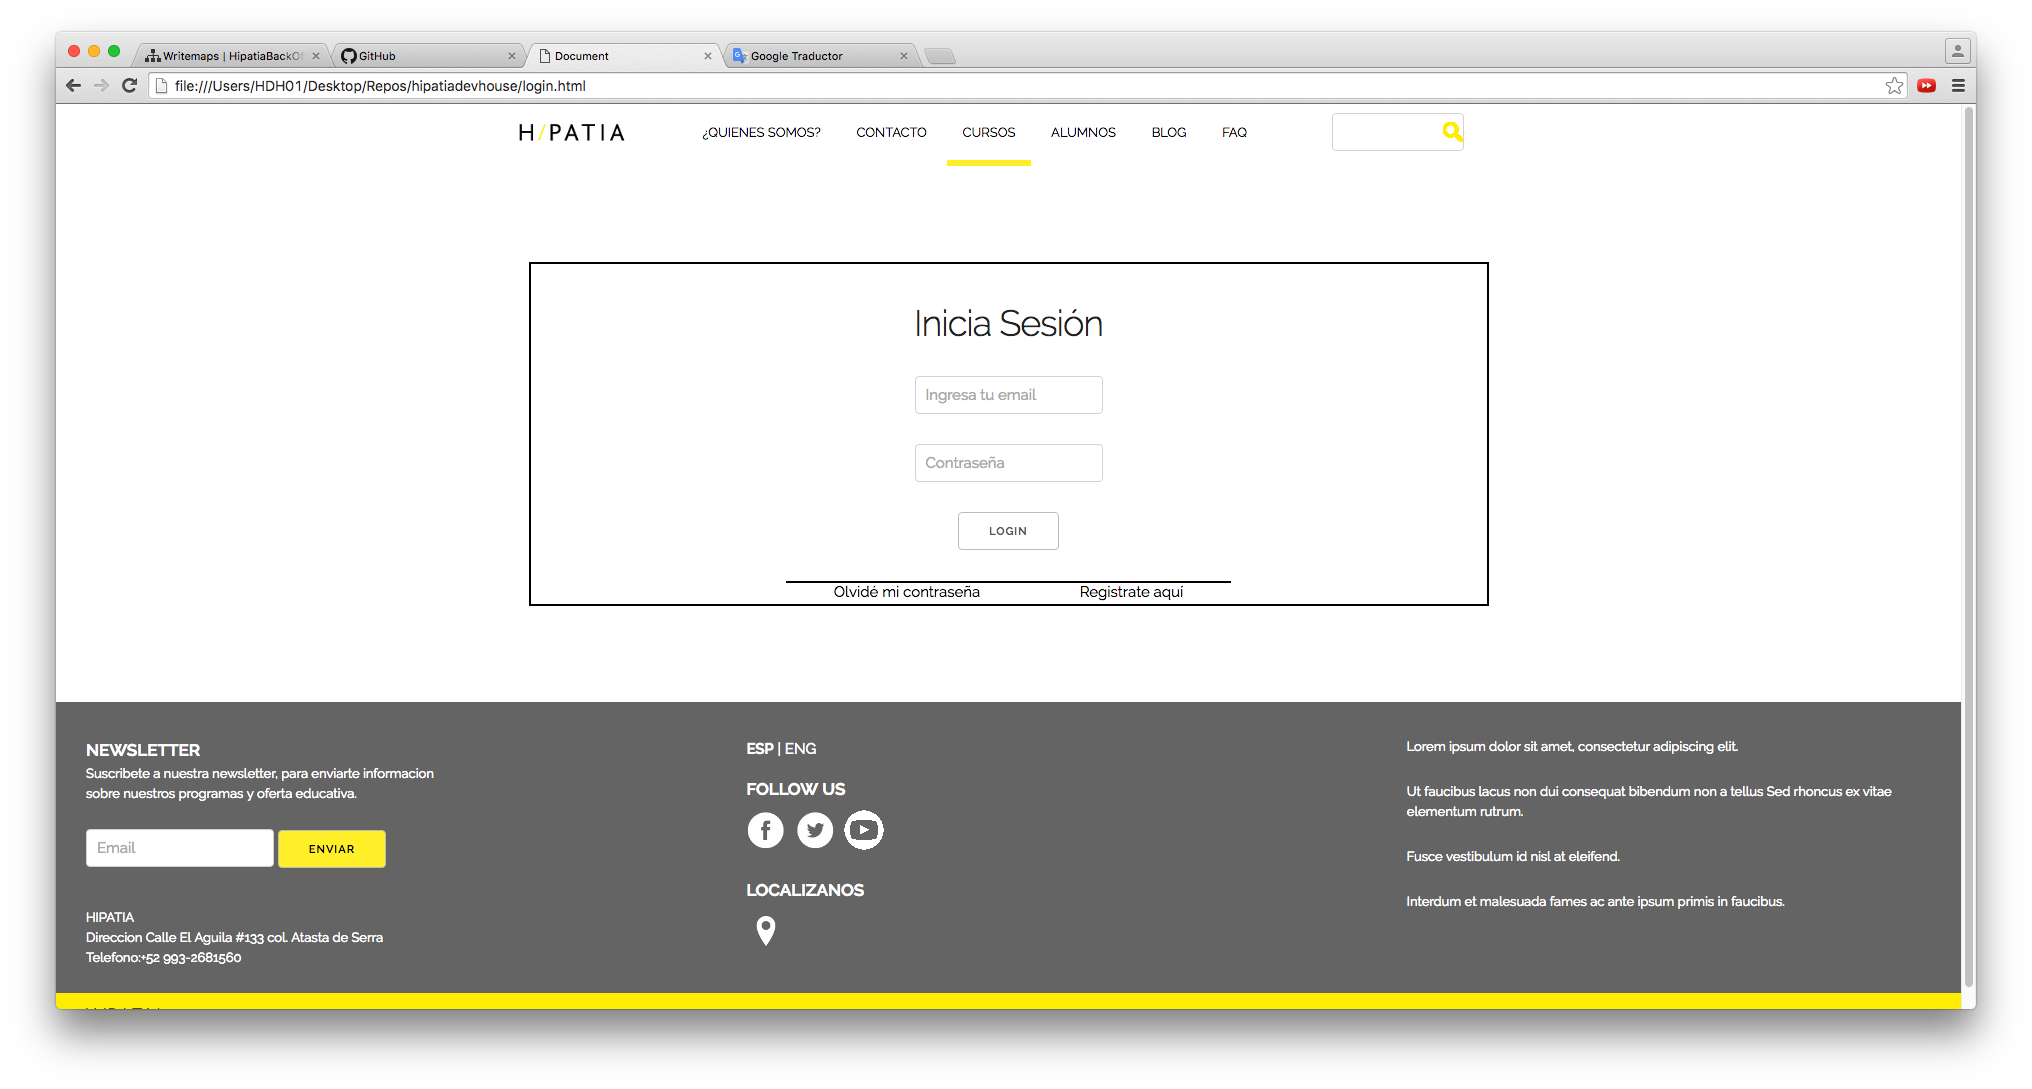 Writemaps | HipatiaBackOf
GitHub
Document
Google Traductor
file:///Users/HDH01/Desktop/Repos/hipatiadevhouse/login.html
H/PATIA
¿QUIENES SOMOS?
CONTACTO
CURSOS
ALUMNOS
BLOG
FAQ
Inicia Sesión
Ingresa tu email
Contraseña
LOGIN
Olvidé mi contraseña
Registrate aquí
NEWSLETTER
Suscribete a nuestra newsletter, para enviarte informacion
sobre nuestros programas y oferta educativa.
Email
ENVIAR
HIPATIA
Direccion Calle El Aguila #133 col. Atasta de Serra
Telefono:+52 993-2681560
ESP | ENG
FOLLOW US
LOCALIZANOS
Lorem ipsum dolor sit amet, consectetur adipiscing elit.
Ut faucibus lacus non dui consequat bibendum non a tellus Sed rhoncus ex vitae
elementum rutrum.
Fusce vestibulum id nisl at eleifend.
Interdum et malesuada fames ac ante ipsum primis in faucibus.